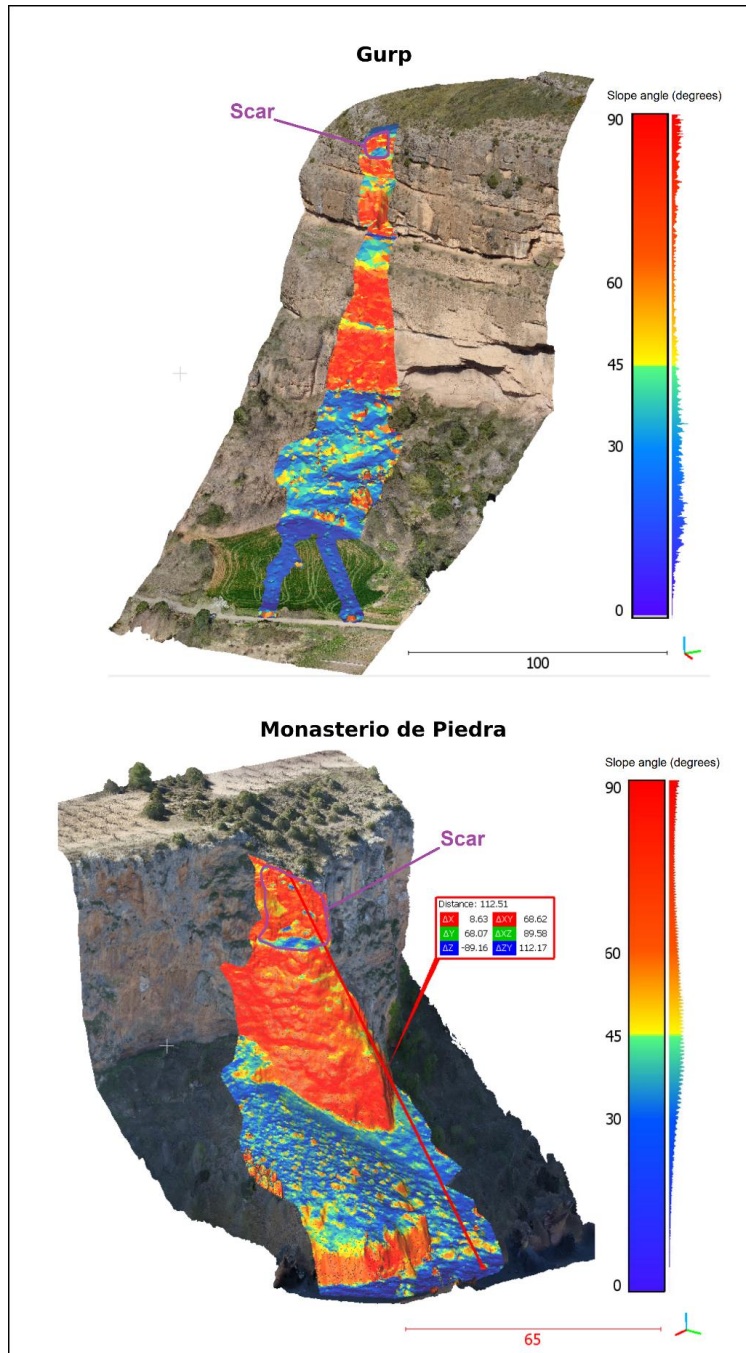 Gurp
Slope angle (degrees)
Scar
90
60
45
30
0
100
Monasterio de Piedra
Slope angle (degrees)
90
Scar
Distance: 112.51
ΔX 8.63 ΔXY 68.62
ΔY 68.07 ΔXZ 89.58
ΔZ -89.16 ΔZY 112.17
60
45
30
0
65